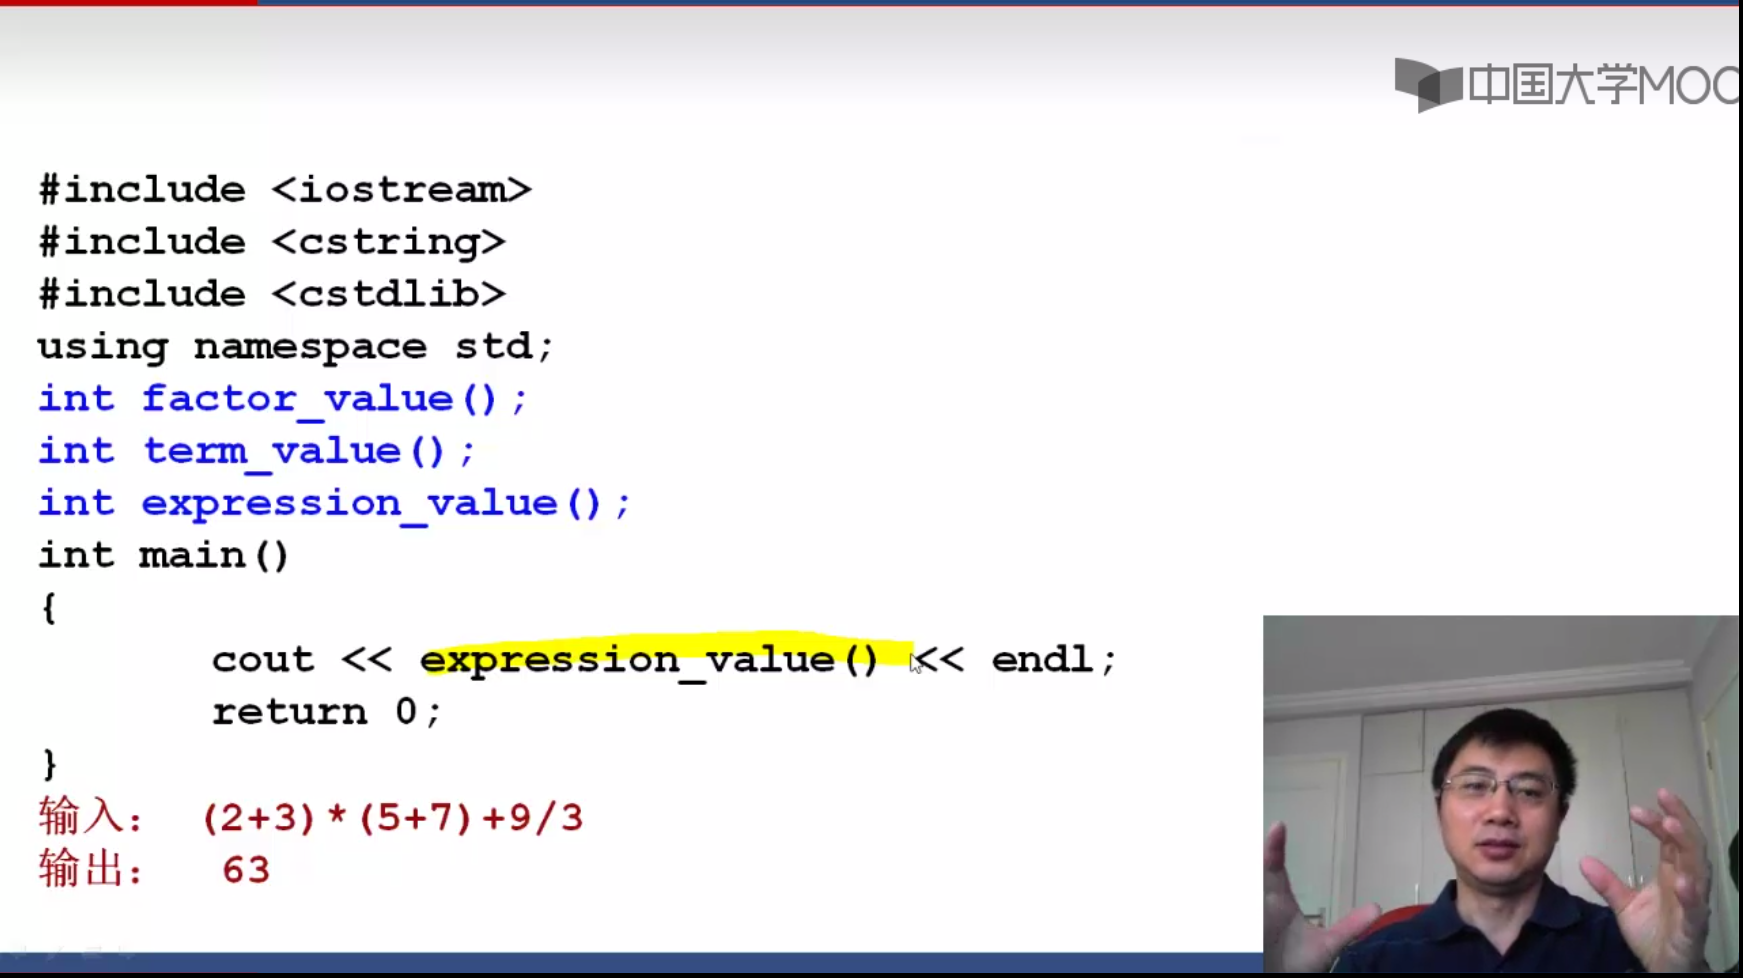 中国大学MOO
#include <iostream>
#include <cstring>
#include <cstdlib>
using namespace std;
int factor_value();
int term_value();
int expression_value();
int main()
{
cout << expression_value() << endl;
return 0;
}
输入： (2+3)*(5+7)+9/3
输出： 63